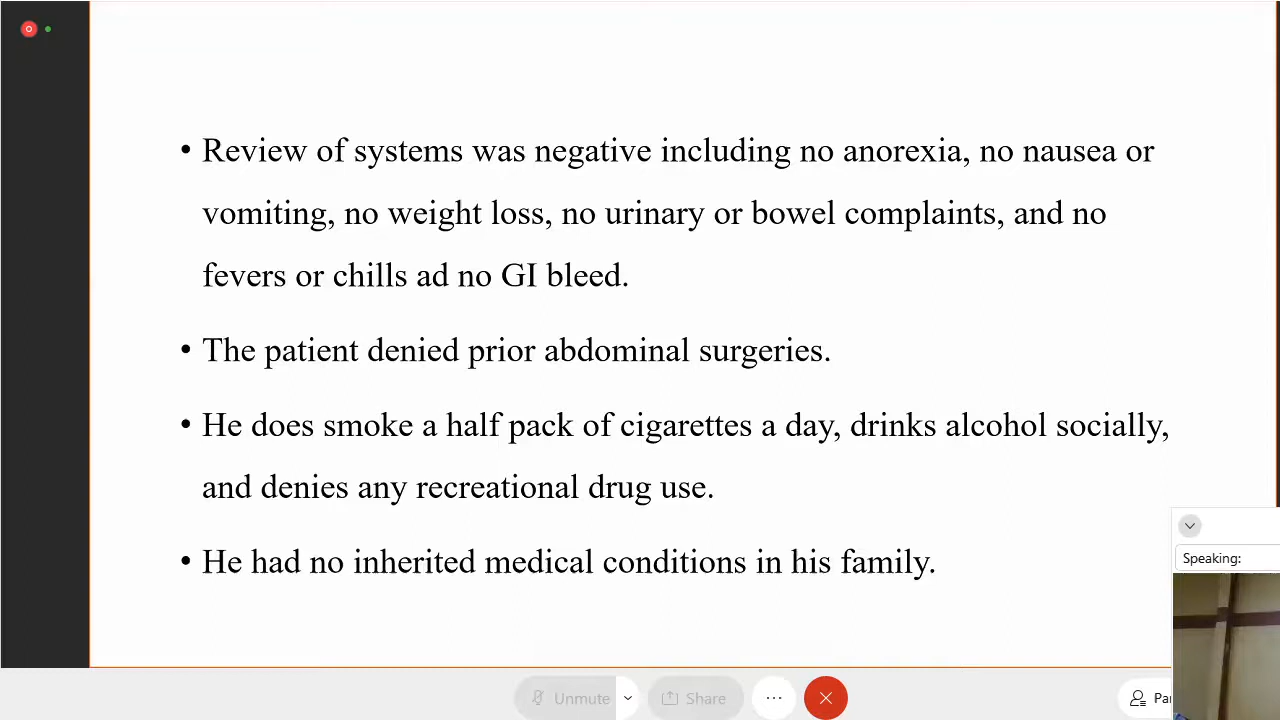 • Review of systems was negative including no anorexia, no nausea or
vomiting, no weight loss, no urinary or bowel complaints, and no
fevers or chills ad no GI bleed.
• The patient denied prior abdominal surgeries.
• He does smoke a half pack of cigarettes a day, drinks alcohol socially,
and denies any recreational drug use.
• He had no inherited medical conditions in his family.
Speaking:
Unmute
Share